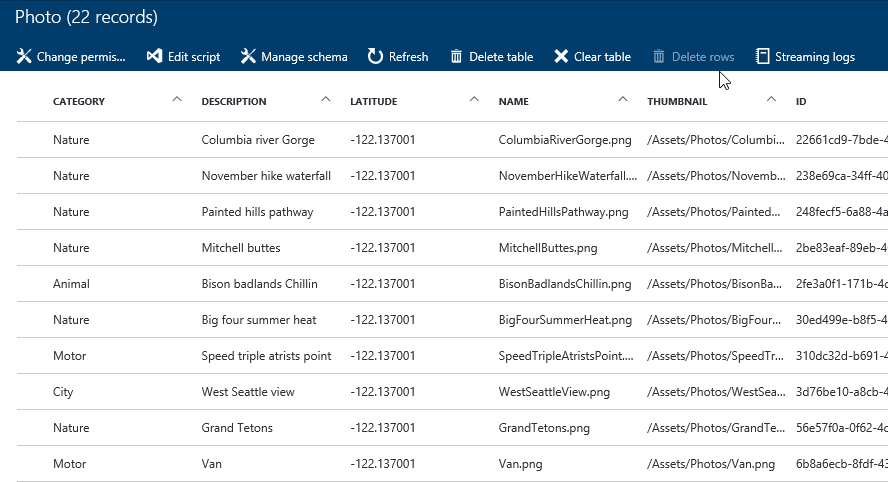 Photo (22 records)
Change permis... Edit script Manage schema Refresh Delete table Clear table Delete rows Streaming logs
CATEGORY DESCRIPTION LATITUDE NAME THUMBNAIL ID
Nature Columbia river Gorge -122.137001 ColumbiaRiverGorge.png /Assets/Photos/Columbi... 22661cd9-7bde-4
Nature November hike waterfall -122.137001 NovemberHikeWaterfall.... /Assets/Photos/Novemb... 238e69ca-34ff-40
Nature Painted hills pathway -122.137001 PaintedHillsPathway.png /Assets/Photos/Painted... 248fecf5-6a88-4a
Nature Mitchell buttes -122.137001 MitchellButtes.png /Assets/Photos/Mitchell... 2be83eaf-89eb-4
Animal Bison badlands Chillin -122.137001 BisonBadlandsChillin.png /Assets/Photos/BisonBa... 2fe3a0f1-171b-4c
Nature Big four summer heat -122.137001 BigFourSummerHeat.png /Assets/Photos/BigFour... 30ed499e-b8f5-4
Motor Speed triple atrists point -122.137001 SpeedTripleAtristsPoint.... /Assets/Photos/SpeedTr... 310dc32d-b691-4
City West Seattle view -122.137001 WestSeattleView.png /Assets/Photos/WestSea... 3d76be10-a8cb-4
Nature Grand Tetons -122.137001 GrandTetons.png /Assets/Photos/GrandTe... 56e57f0a-0f62-4c
Motor Van -122.137001 Van.png /Assets/Photos/Van.png 6b8a6ecb-8fdf-43